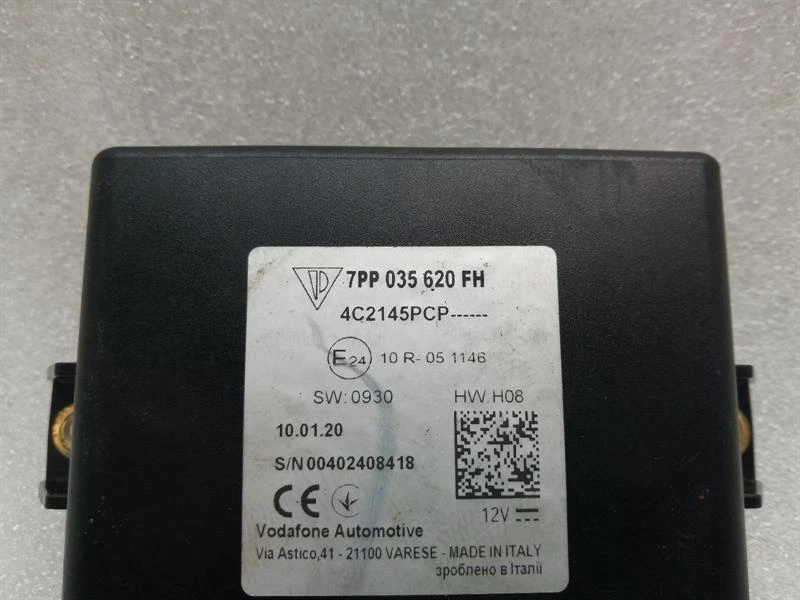 7PP 035 620 FH
4C2145PCP------
E24 10 R- 05 1146
SW: 0930 HW: H08
10.01.20
S/N 00402408418
CE
12V
Vodafone Automotive
Via Astico,41 - 21100 VARESE - MADE IN ITALY
зроблено в Італії